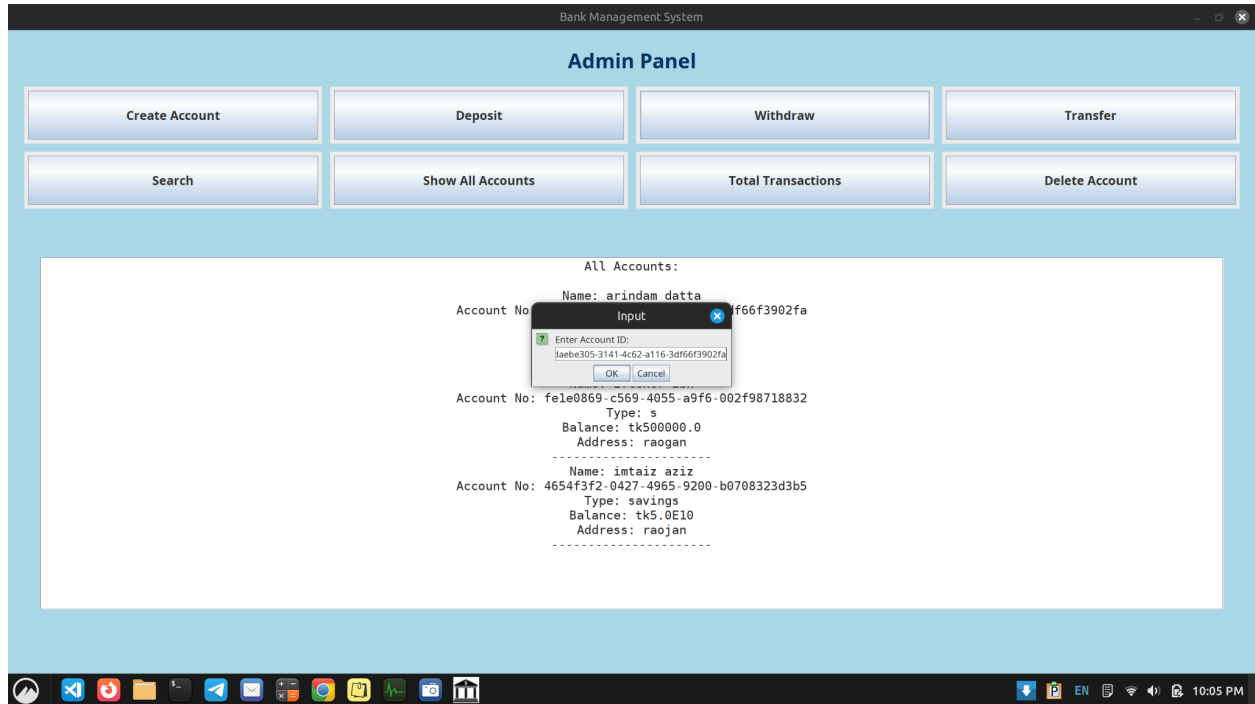 Bank Management System
Admin Panel
Create Account
Deposit
Withdraw
Transfer
Search
Show All Accounts
Total Transactions
Delete Account
All Accounts:
Name: arindam datta
Account No
df66f3902fa
Input
? Enter Account ID:
daebe305-3141-4c62-a116-3df66f3902fa
OK
Cancel
Account No: fe1e0869-c569-4055-a9f6-002f98718832
Type: s
Balance: tk500000.0
Address: raogan
----------------------
Name: imtaiz aziz
Account No: 4654f3f2-0427-4965-9200-b0708323d3b5
Type: savings
Balance: tk5.0E10
Address: raojan
----------------------
EN
10:05 PM